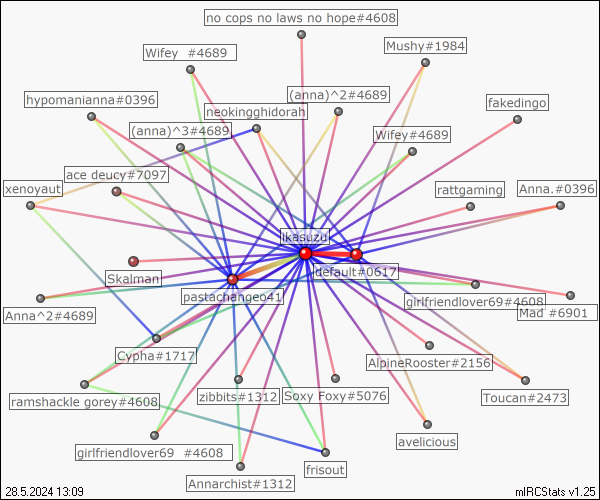 no cops no laws no hope#4608
Wifey  #4689
Mushy#1984
hypomanianna#0396
(anna)^2#4689
neokingghidorah
fakedingo
(anna)^3#4689
Wifey#4689
ace deucy#7097
xenoyaut
rattgaming
Anna.#0396
ikasuzu
Skalman
default#0617
pastachange041
girlfriendlover69#4608
Anna^2#4689
Mad #6901
Cypha#1717
AlpineRooster#2156
ramshackle gorey#4608
zibbits#1312
Soxy Foxy#5076
Toucan#2473
avelicious
girlfriendlover69  #4608
frisout
Annarchist#1312
28.5.2024 13:09
mIRCStats v1.25